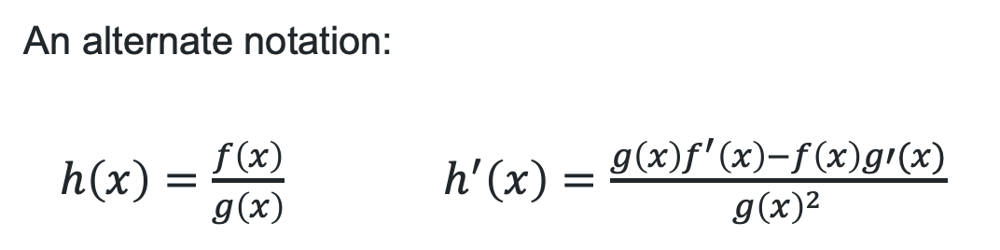 An alternate notation:
h(x) = f(x)/g(x) h'(x) = g(x)f'(x)−f(x)g′(x)/g(x)²